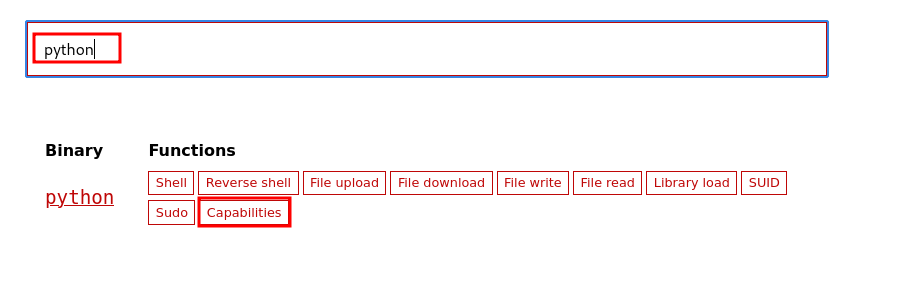 python
Binary Functions
python
Shell Reverse shell File upload File download File write File read Library load SUID
Sudo Capabilities